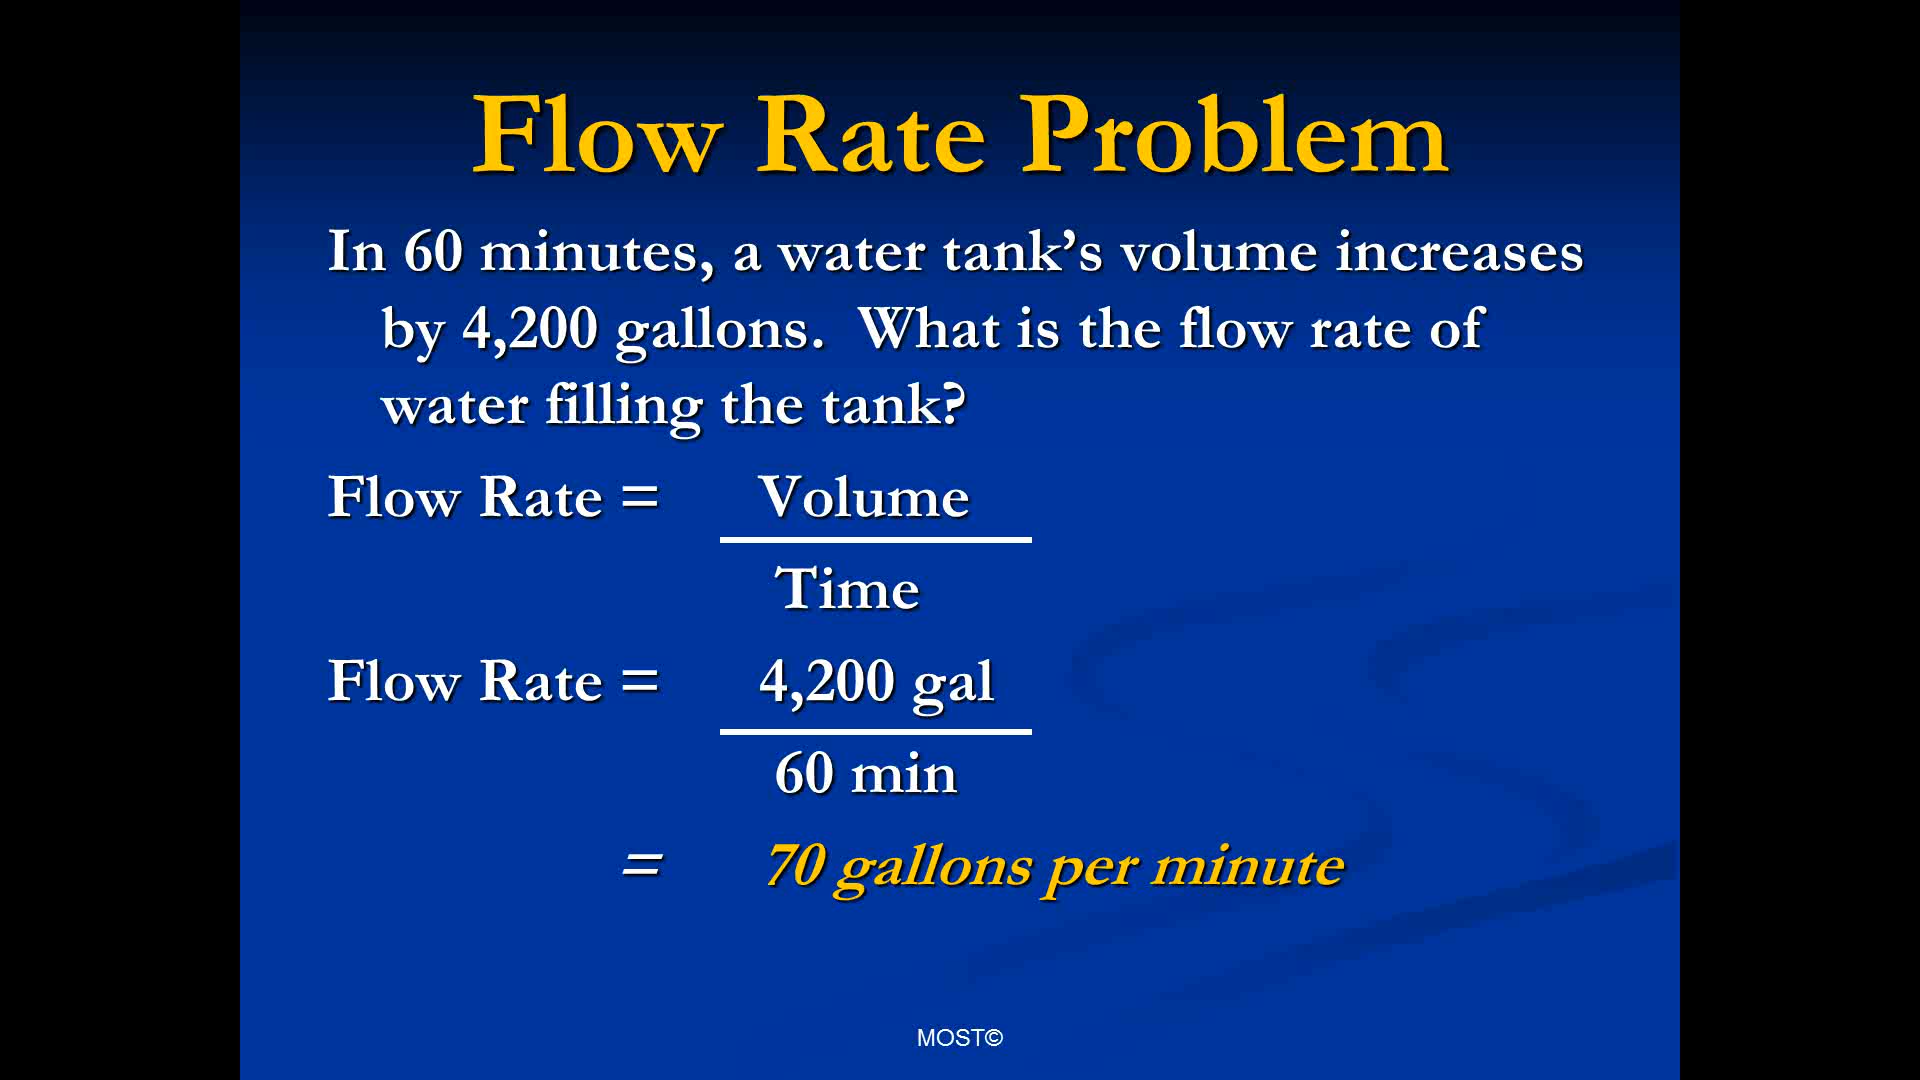 Flow Rate Problem
In 60 minutes, a water tank’s volume increases
by 4,200 gallons.  What is the flow rate of
water filling the tank?
Flow Rate = Volume
Time
Flow Rate = 4,200 gal
60 min
= 70 gallons per minute
MOST©